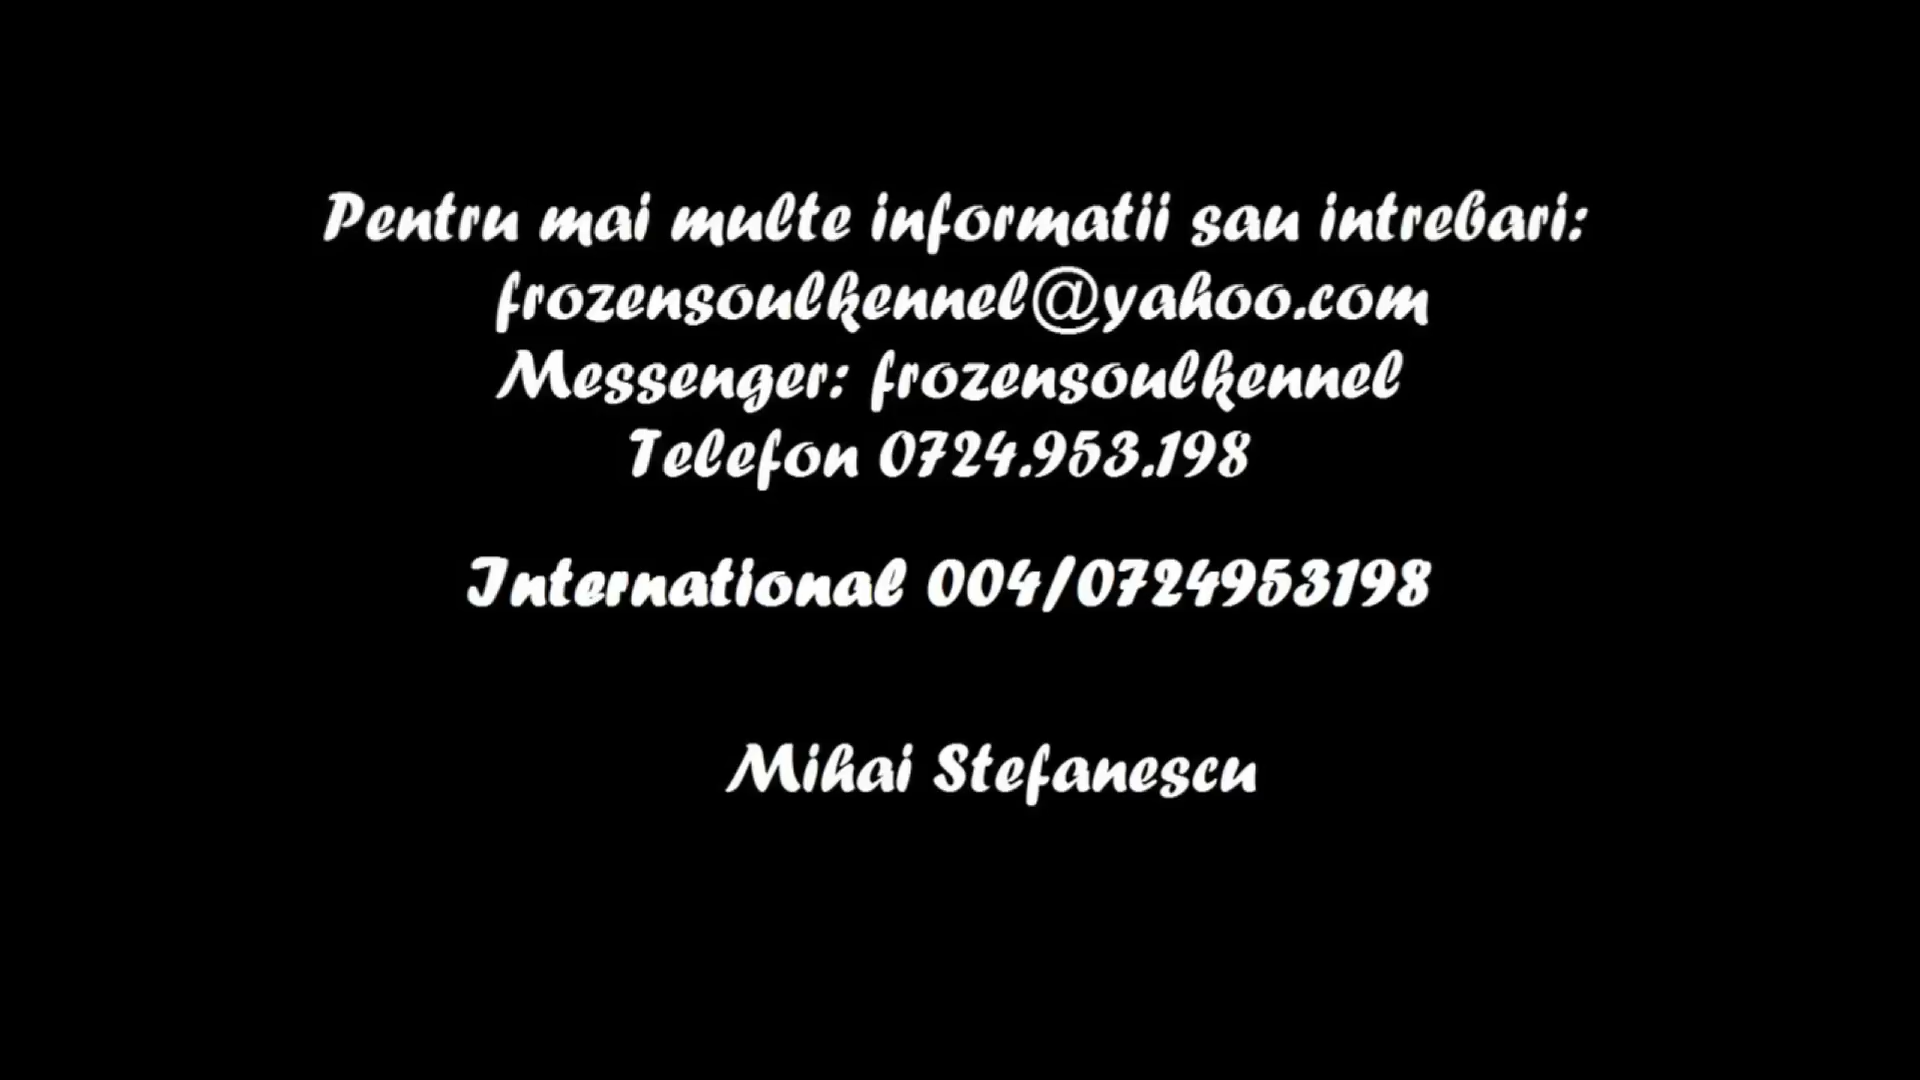 Pentru mai multe informatii sau intrebari:
frozensoulkennel@yahoo.com
Messenger: frozensoulkennel
Telefon 0724.953.198
International 004/0724953198
Mihai Stefanescu